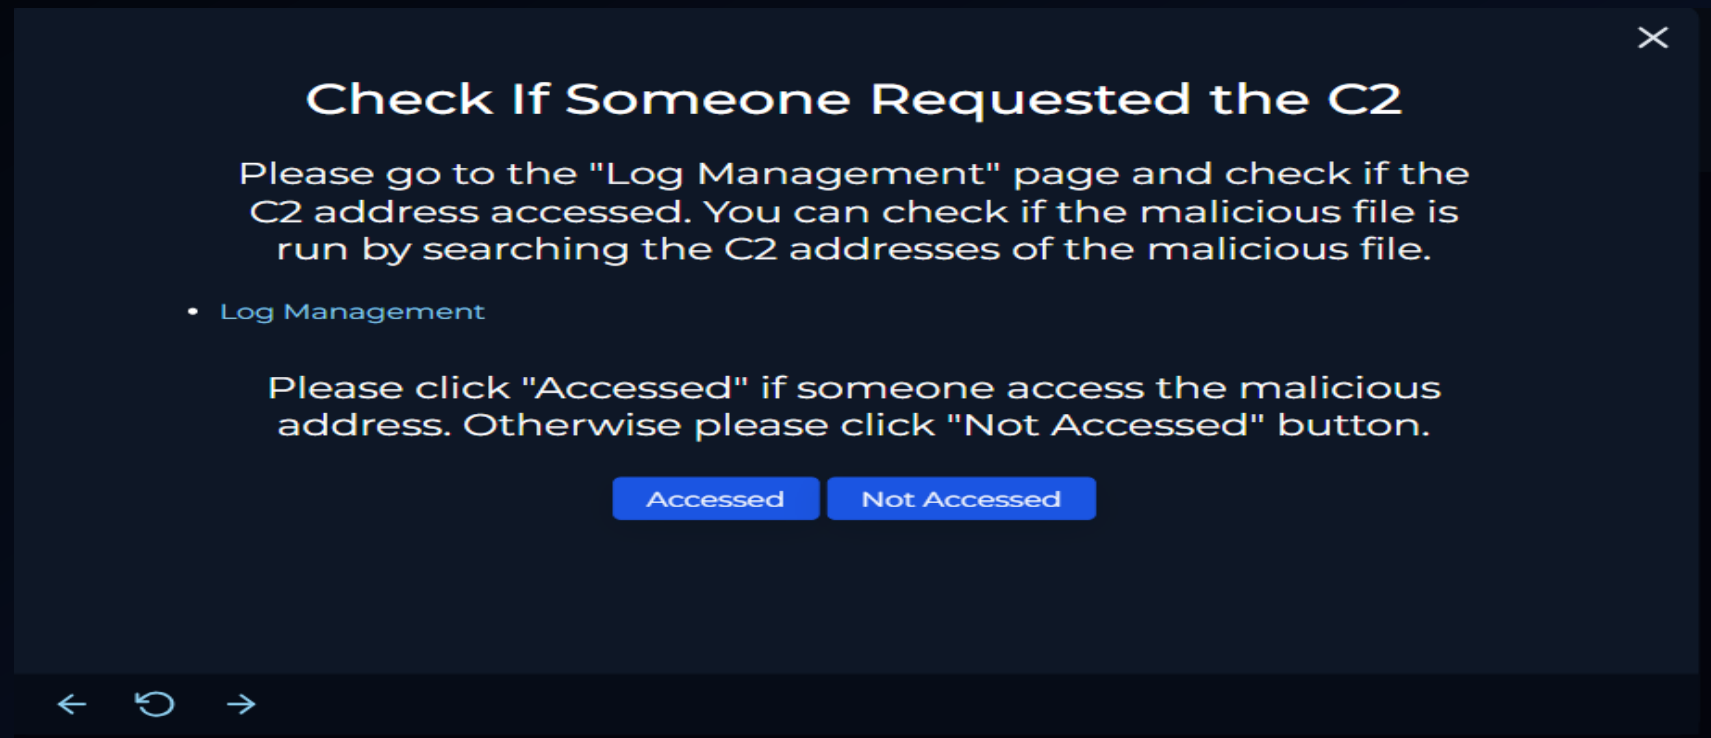 Check If Someone Requested the C2
Please go to the "Log Management" page and check if the
C2 address accessed. You can check if the malicious file is
run by searching the C2 addresses of the malicious file.
• Log Management
Please click "Accessed" if someone access the malicious
address. Otherwise please click "Not Accessed" button.
Accessed
Not Accessed